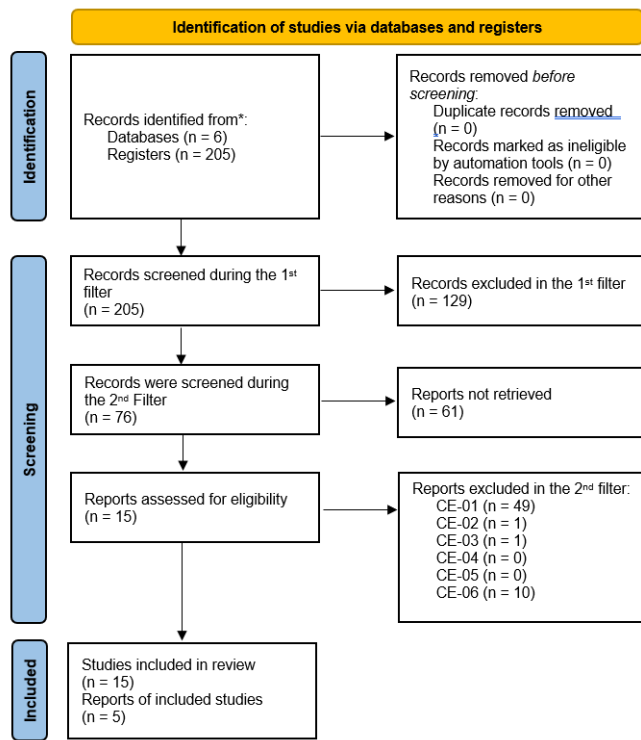 Identification of studies via databases and registers
Identification
Records identified from*:
Databases (n = 6)
Registers (n = 205)
Records removed before
screening:
Duplicate records removed
(n = 0)
Records marked as ineligible
by automation tools (n = 0)
Records removed for other
reasons (n = 0)
Screening
Records screened during the 1st
filter
(n = 205)
Records excluded in the 1st filter
(n = 129)
Records were screened during
the 2nd Filter
(n = 76)
Reports not retrieved
(n = 61)
Reports assessed for eligibility
(n = 15)
Reports excluded in the 2nd filter:
CE-01 (n = 49)
CE-02 (n = 1)
CE-03 (n = 1)
CE-04 (n = 0)
CE-05 (n = 0)
CE-06 (n = 10)
Included
Studies included in review
(n = 15)
Reports of included studies
(n = 5)